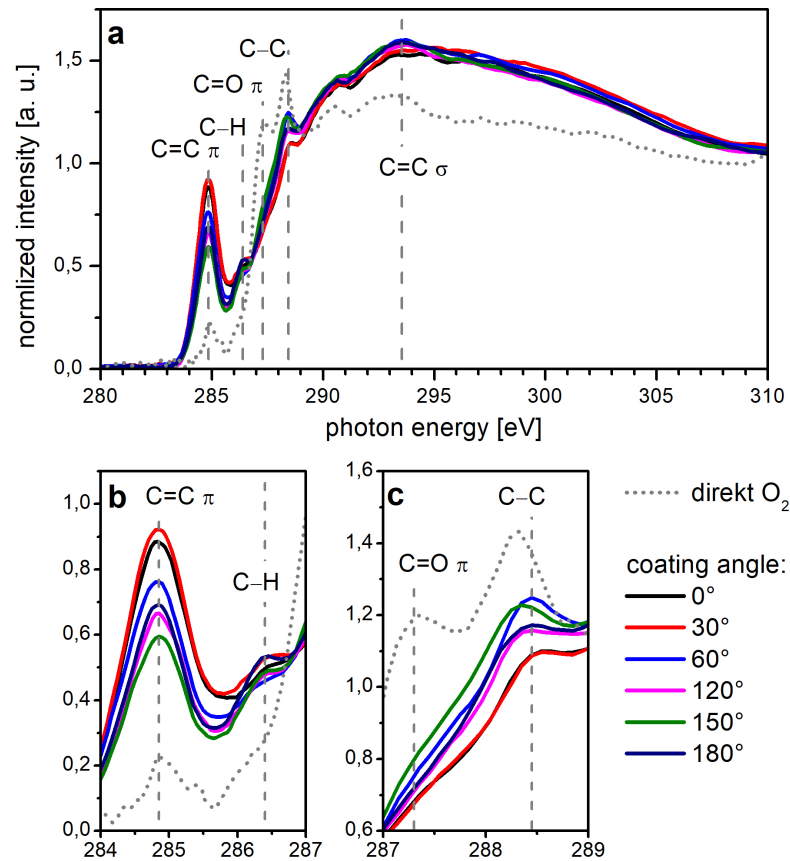 a
normlized intensity [a. u.]
1,5
1,0
0,5
0,0
C–C
C=O π
C–H
C=C π
C=C σ
280 285 290 295 300 305 310
photon energy [eV]
b
C=C π
C–H
1,0
0,8
0,6
0,4
0,2
0,0
284 285 286 287
c
C–C
C=O π
1,6
1,4
1,2
1,0
0,8
0,6
287 288 289
direkt O₂
coating angle:
0°
30°
60°
120°
150°
180°